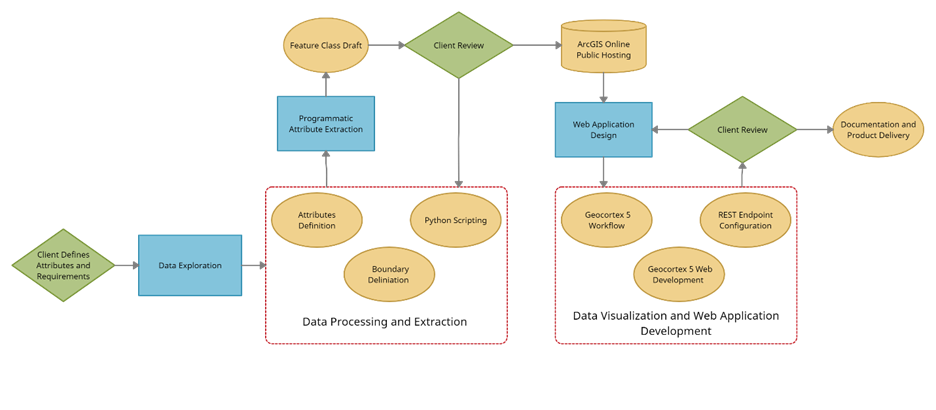 Feature Class Draft
Client Review
ArcGIS Online
Public Hosting
Programmatic
Attribute Extraction
Web Application
Design
Client Review
Documentation and
Product Delivery
Attributes
Definition
Python Scripting
Geocortex 5
Workflow
REST Endpoint
Configuration
Client Defines
Attributes and
Requirements
Data Exploration
Boundary
Deliniation
Geocortex 5 Web
Development
Data Processing and Extraction
Data Visualization and Web Application
Development